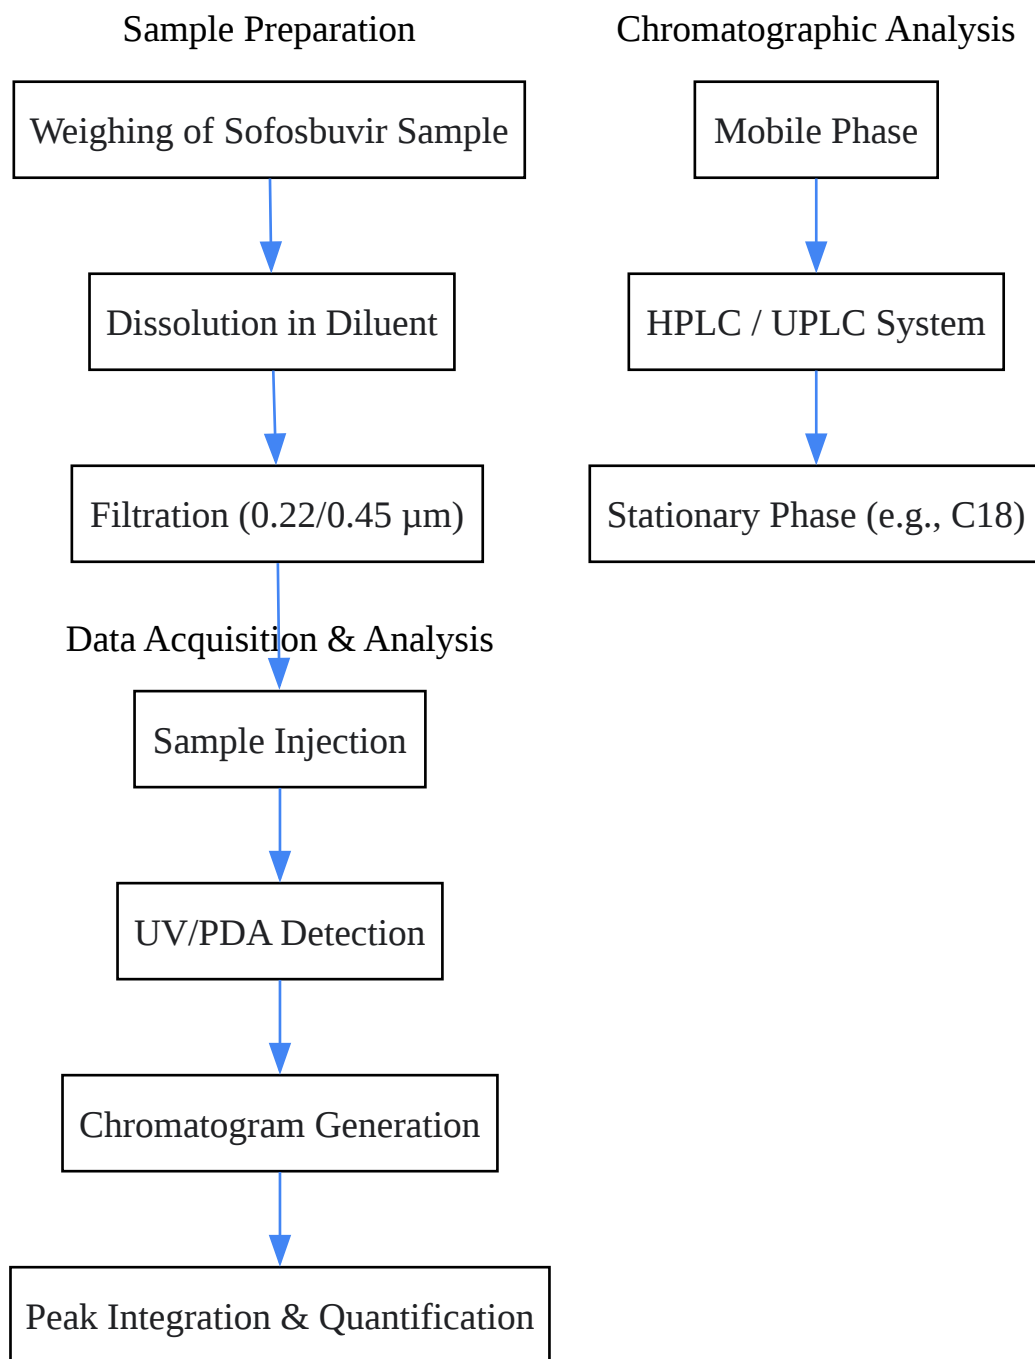 Sample Preparation
Weighing of Sofosbuvir Sample
Dissolution in Diluent
Filtration (0.22/0.45 µm)
Data Acquisition & Analysis
Sample Injection
UV/PDA Detection
Chromatogram Generation
Peak Integration & Quantification
Chromatographic Analysis
Mobile Phase
HPLC / UPLC System
Stationary Phase (e.g., C18)